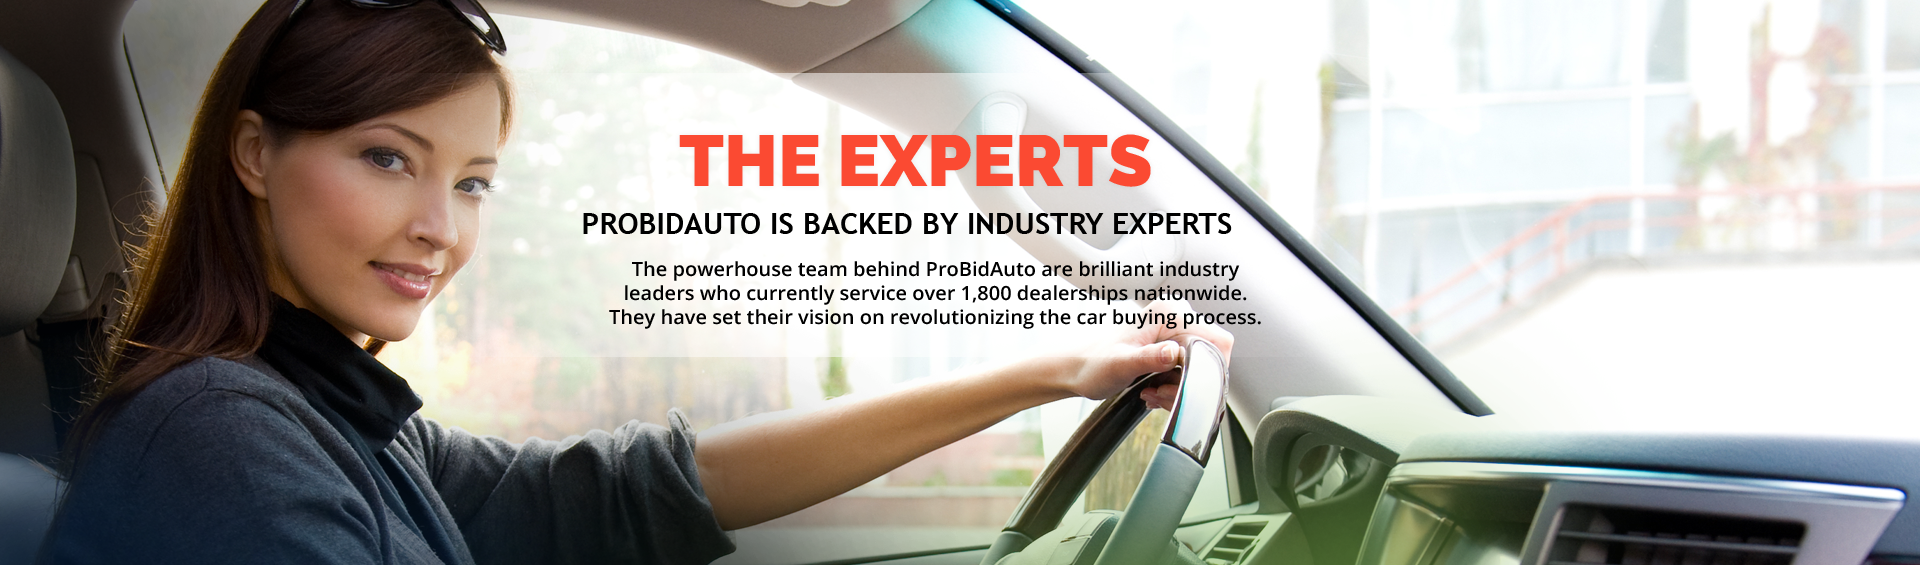 THE EXPERTS
PROBIDAUTO IS BACKED BY INDUSTRY EXPERTS
The powerhouse team behind ProBidAuto are brilliant industry
leaders who currently service over 1,800 dealerships nationwide.
They have set their vision on revolutionizing the car buying process.